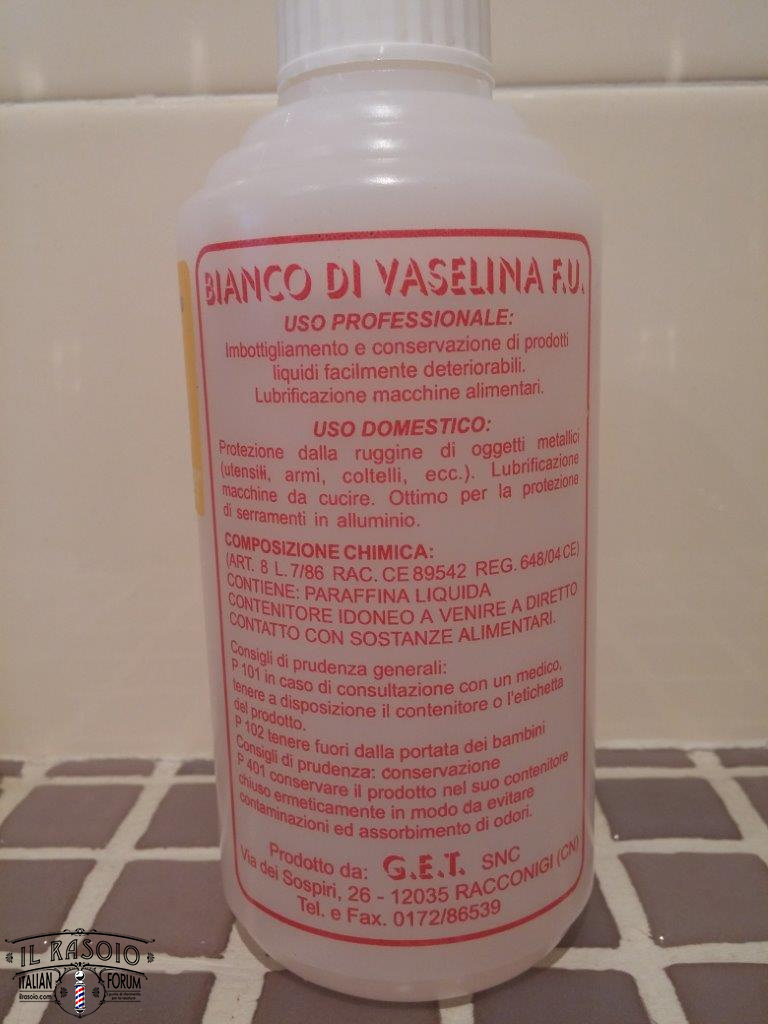 BIANCO DI VASELINA F.U.
USO PROFESSIONALE:
Imbottigliamento e conservazione di prodotti
liquidi facilmente deteriorabili.
Lubrificazione macchine alimentari.
USO DOMESTICO:
Protezione dalla ruggine di oggetti metallici
(utensili, armi, coltelli, ecc.). Lubrificazione
macchine da cucire. Ottimo per la protezione
di serramenti in alluminio.
COMPOSIZIONE CHIMICA:
(ART. 8 L. 7/86 RAC. CE 89542 REG. 648/04 CE)
CONTIENE: PARAFFINA LIQUIDA
CONTENITORE IDONEO A VENIRE A DIRETTO
CONTATTO CON SOSTANZE ALIMENTARI.
Consigli di prudenza generali:
P 101 in caso di consultazione con un medico,
tenere a disposizione il contenitore o l'etichetta
del prodotto.
P 102 tenere fuori dalla portata dei bambini
Consigli di prudenza: conservazione
P 401 conservare il prodotto nel suo contenitore
chiuso ermeticamente in modo da evitare
contaminazioni ed assorbimento di odori.
Prodotto da: G.E.T. SNC
Via dei Sospiri, 26 - 12035 RACCONIGI (CN)
Tel. e Fax. 0172/86539
IL RASOIO
ITALIAN FORUM
ilrasoio.com